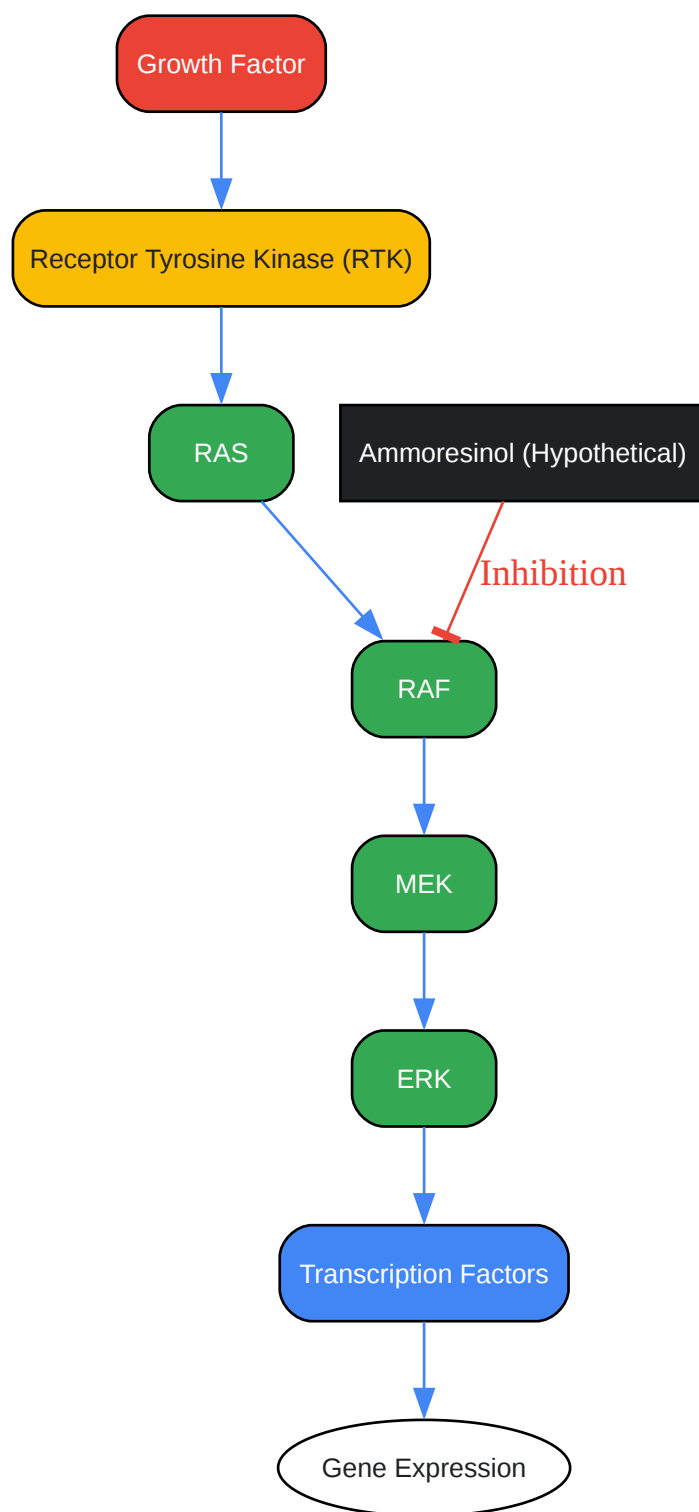 Growth Factor
Receptor Tyrosine Kinase (RTK)
RAS
Ammoresinol (Hypothetical)
Inhibition
RAF
MEK
ERK
Transcription Factors
Gene Expression